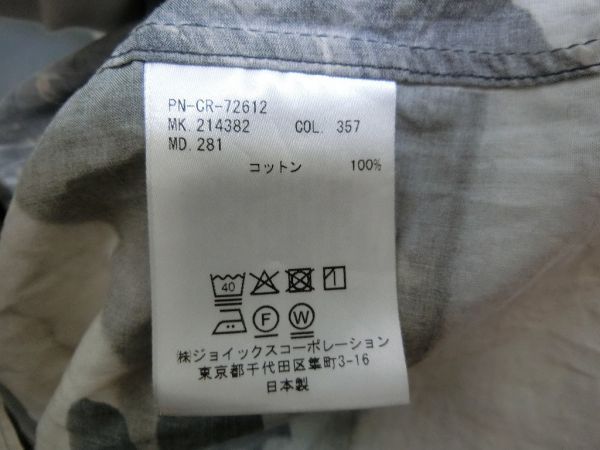 PN-CR-72612
MK. 214382 COL. 357
MD. 281
コットン 100%
40
F W
㈱ジョイックスコーポレーション
東京都千代田区隼町3-16
日本製